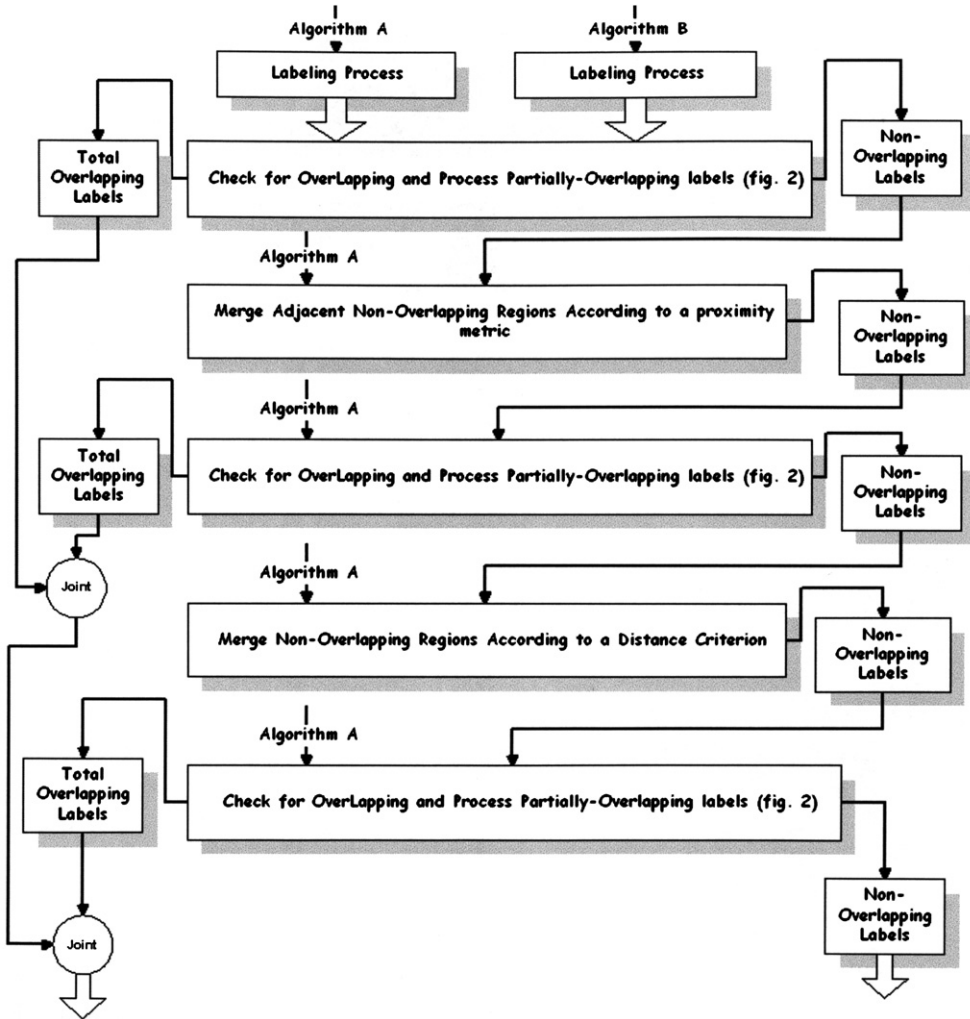 Algorithm A
Algorithm B
Labeling Process
Labeling Process
Total
Overlapping
Labels
Check for OverLapping and Process Partially-Overlapping labels (fig. 2)
Non-
Overlapping
Labels
Algorithm A
Merge Adjacent Non-Overlapping Regions According to a proximity
metric
Non-
Overlapping
Labels
Algorithm A
Total
Overlapping
Labels
Check for OverLapping and Process Partially-Overlapping labels (fig. 2)
Non-
Overlapping
Labels
Joint
Algorithm A
Merge Non-Overlapping Regions According to a Distance Criterion
Non-
Overlapping
Labels
Algorithm A
Total
Overlapping
Labels
Check for OverLapping and Process Partially-Overlapping labels (fig. 2)
Non-
Overlapping
Labels
Joint